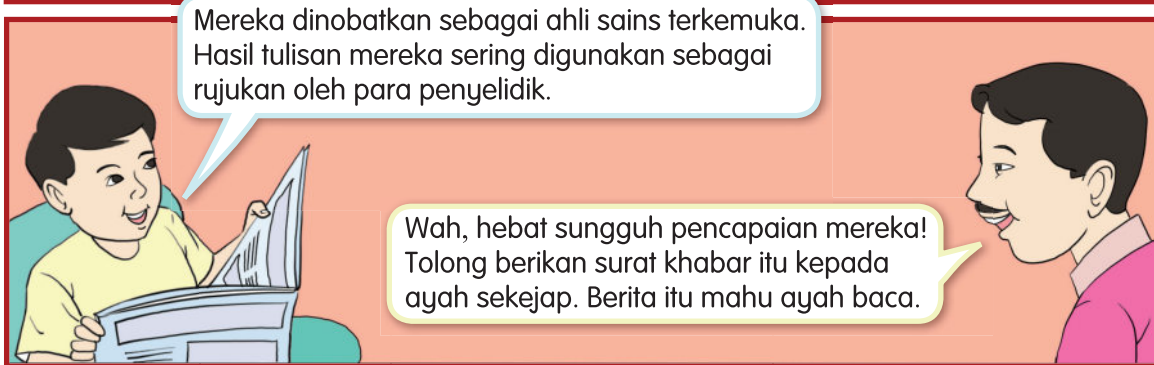 Mereka dinobatkan sebagai ahli sains terkemuka.
Hasil tulisan mereka sering digunakan sebagai
rujukan oleh para penyelidik.
Wah, hebat sungguh pencapaian mereka!
Tolong berikan surat khabar itu kepada
ayah sekejap. Berita itu mahu ayah baca.